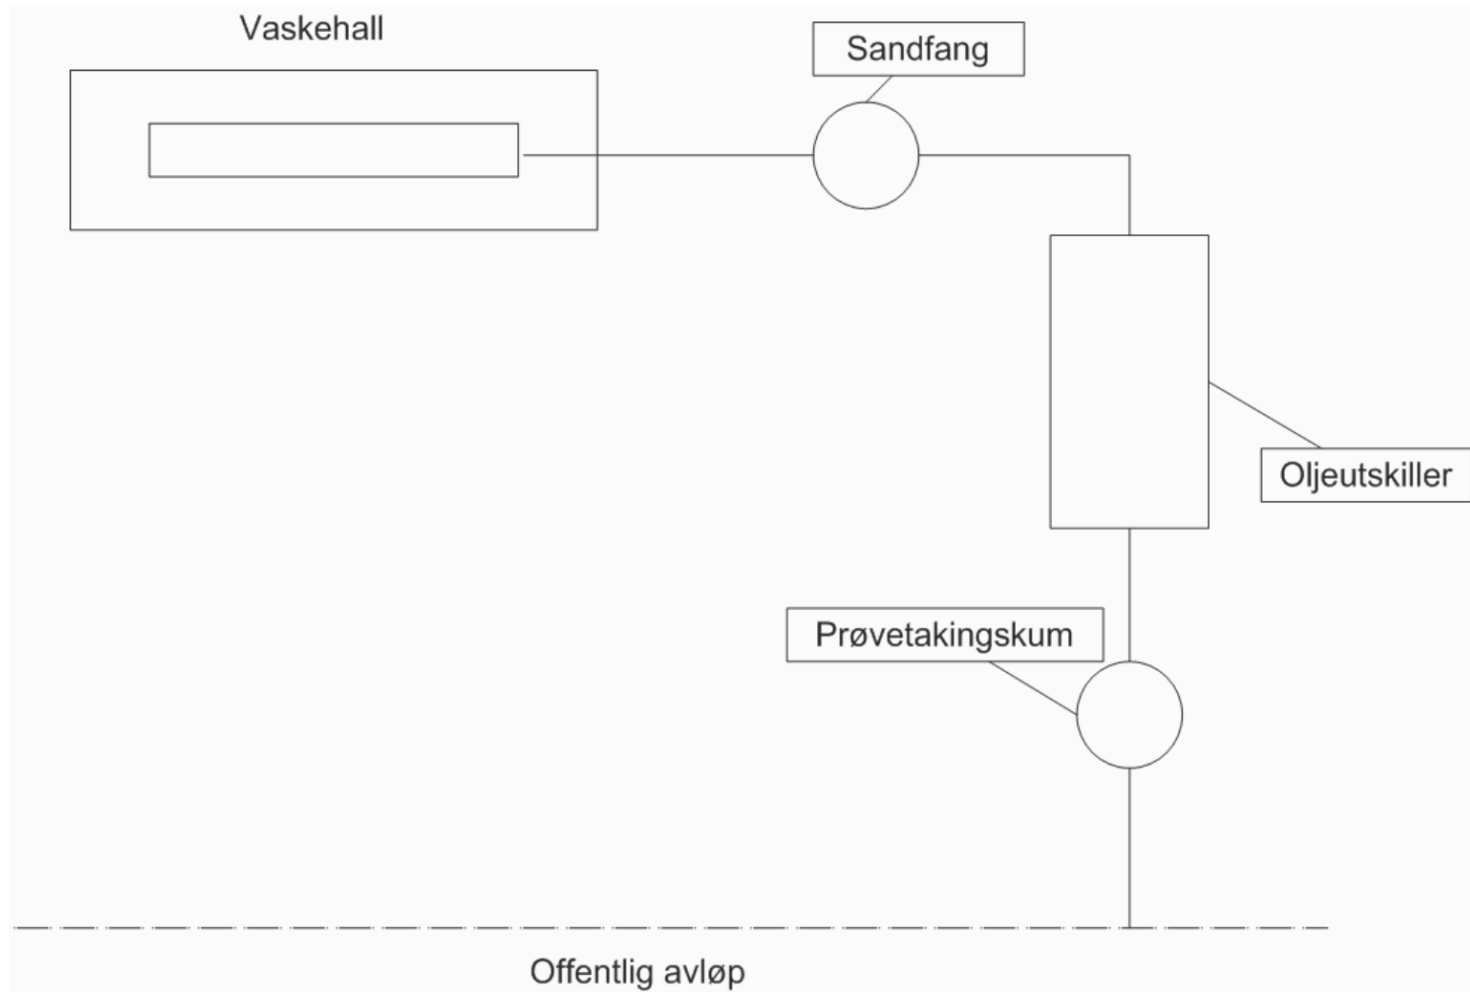 Vaskehall
Sandfang
Oljeutskiller
Prøvetakingskum
Offentlig avløp